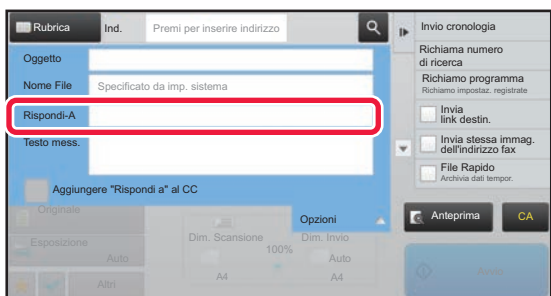 Rubrica
Ind.
Premi per inserire indirizzo
Invio cronologia
Oggetto
Richiama numero
di ricerca
Nome File
Specificato da imp. sistema
Richiamo programma
Richiamo impostaz. registrate
Rispondi-A
Invia
link destin.
Testo mess.
Invia stessa immag.
dell'indirizzo fax
File Rapido
Archivia dati tempor.
Aggiungere "Rispondi a" al CC
Originale
Opzioni
Anteprima
CA
Esposizione
Auto
Dim. Scansione
100%
Dim. Invio
Auto
A4
A4
Altri
Avvio